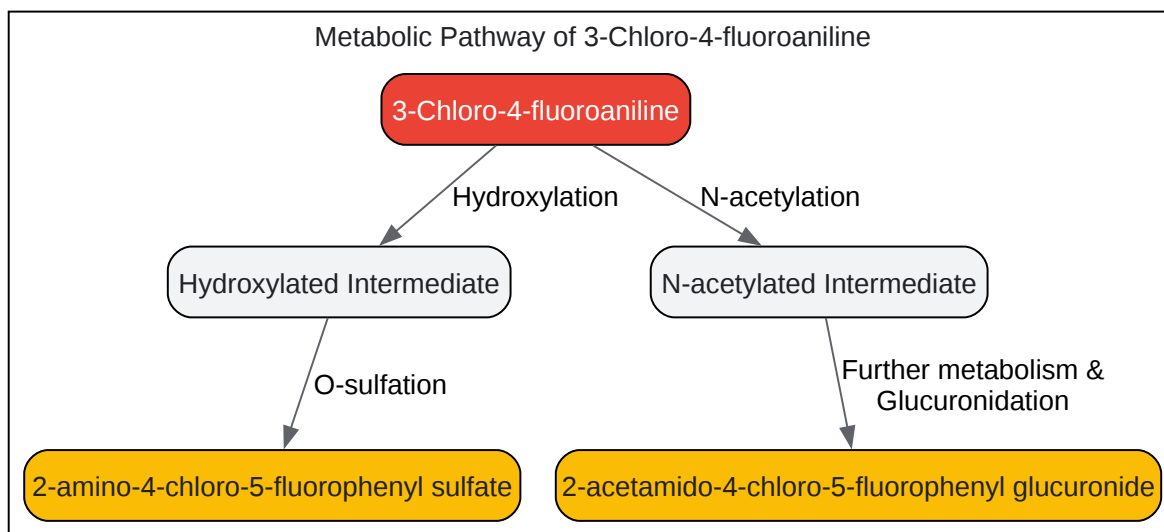 Metabolic Pathway of 3-Chloro-4-fluoroaniline
3-Chloro-4-fluoroaniline
Hydroxylation
N-acetylation
Hydroxylated Intermediate
N-acetylated Intermediate
O-sulfation
Further metabolism &
Glucuronidation
2-amino-4-chloro-5-fluorophenyl sulfate
2-acetamido-4-chloro-5-fluorophenyl glucuronide